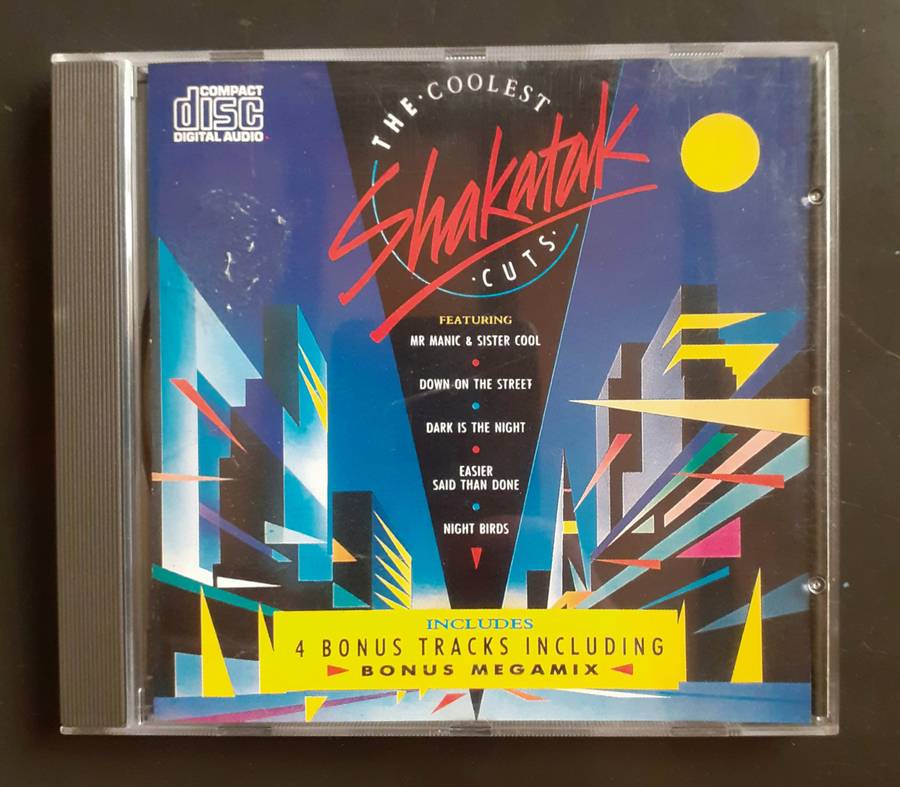 COMPACT
disc
DIGITAL AUDIO
THE · COOLEST
Shakatak
· CUTS ·
FEATURING
MR MANIC & SISTER COOL
DOWN ON THE STREET
DARK IS THE NIGHT
EASIER
SAID THAN DONE
NIGHT BIRDS
INCLUDES
4 BONUS TRACKS INCLUDING
BONUS MEGAMIX